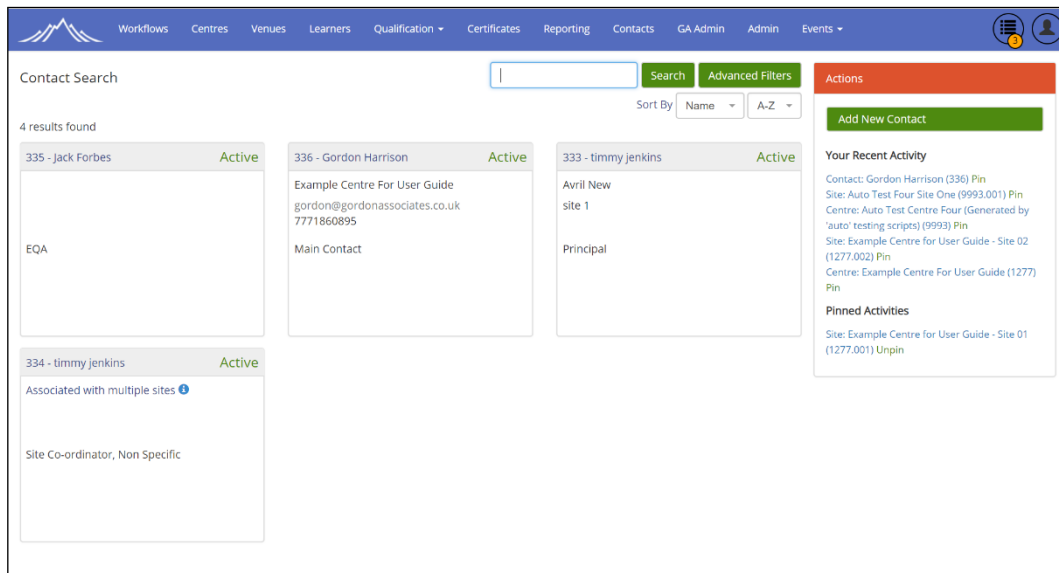 Workflows Centres Venues Learners Qualification Certificates Reporting Contacts GA Admin Admin Events
3
Contact Search
Search Advanced Filters
Sort By Name A-Z
4 results found
335 - Jack Forbes Active
EQA
336 - Gordon Harrison Active
Example Centre For User Guide
gordon@gordonassociates.co.uk
7771860895
Main Contact
333 - timmy jenkins Active
Avril New
site 1
Principal
334 - timmy jenkins Active
Associated with multiple sites
Site Co-ordinator, Non Specific
Actions
Add New Contact
Your Recent Activity
Contact: Gordon Harrison (336) Pin
Site: Auto Test Four Site One (9993.001) Pin
Centre: Auto Test Centre Four (Generated by
'auto' testing scripts) (9993) Pin
Site: Example Centre for User Guide - Site 02
(1277.002) Pin
Centre: Example Centre For User Guide (1277)
Pin
Pinned Activities
Site: Example Centre for User Guide - Site 01
(1277.001) Unpin